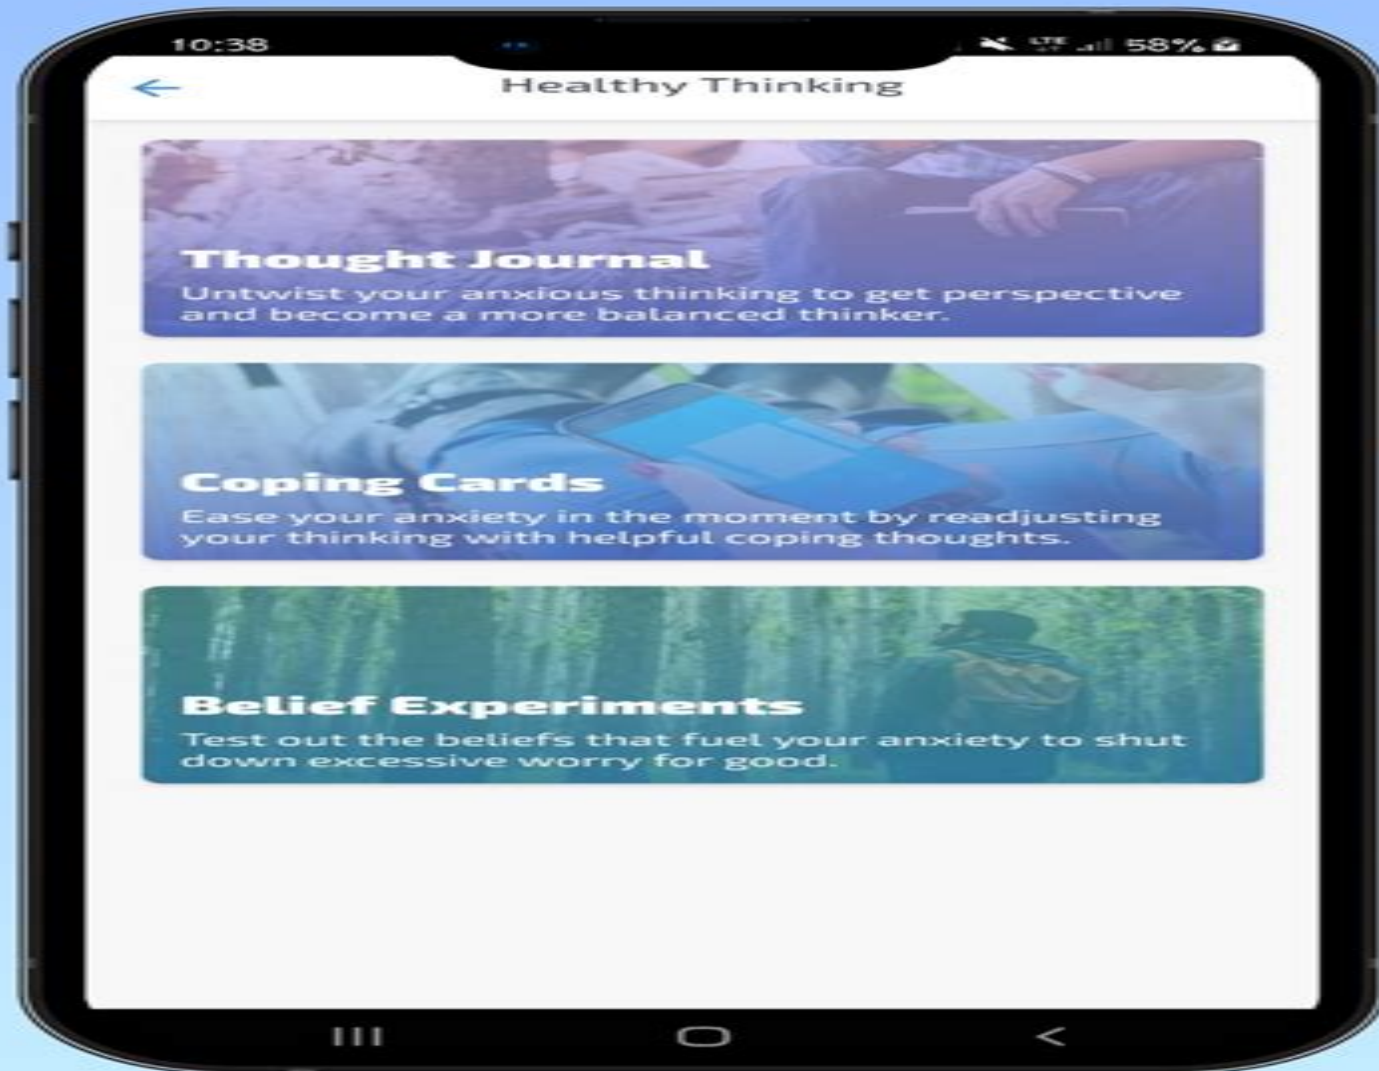 10:38
LTE 58%
Healthy Thinking
Thought Journal
Untwist your anxious thinking to get perspective
and become a more balanced thinker.
Coping Cards
Ease your anxiety in the moment by readjusting
your thinking with helpful coping thoughts.
Belief Experiments
Test out the beliefs that fuel your anxiety to shut
down excessive worry for good.